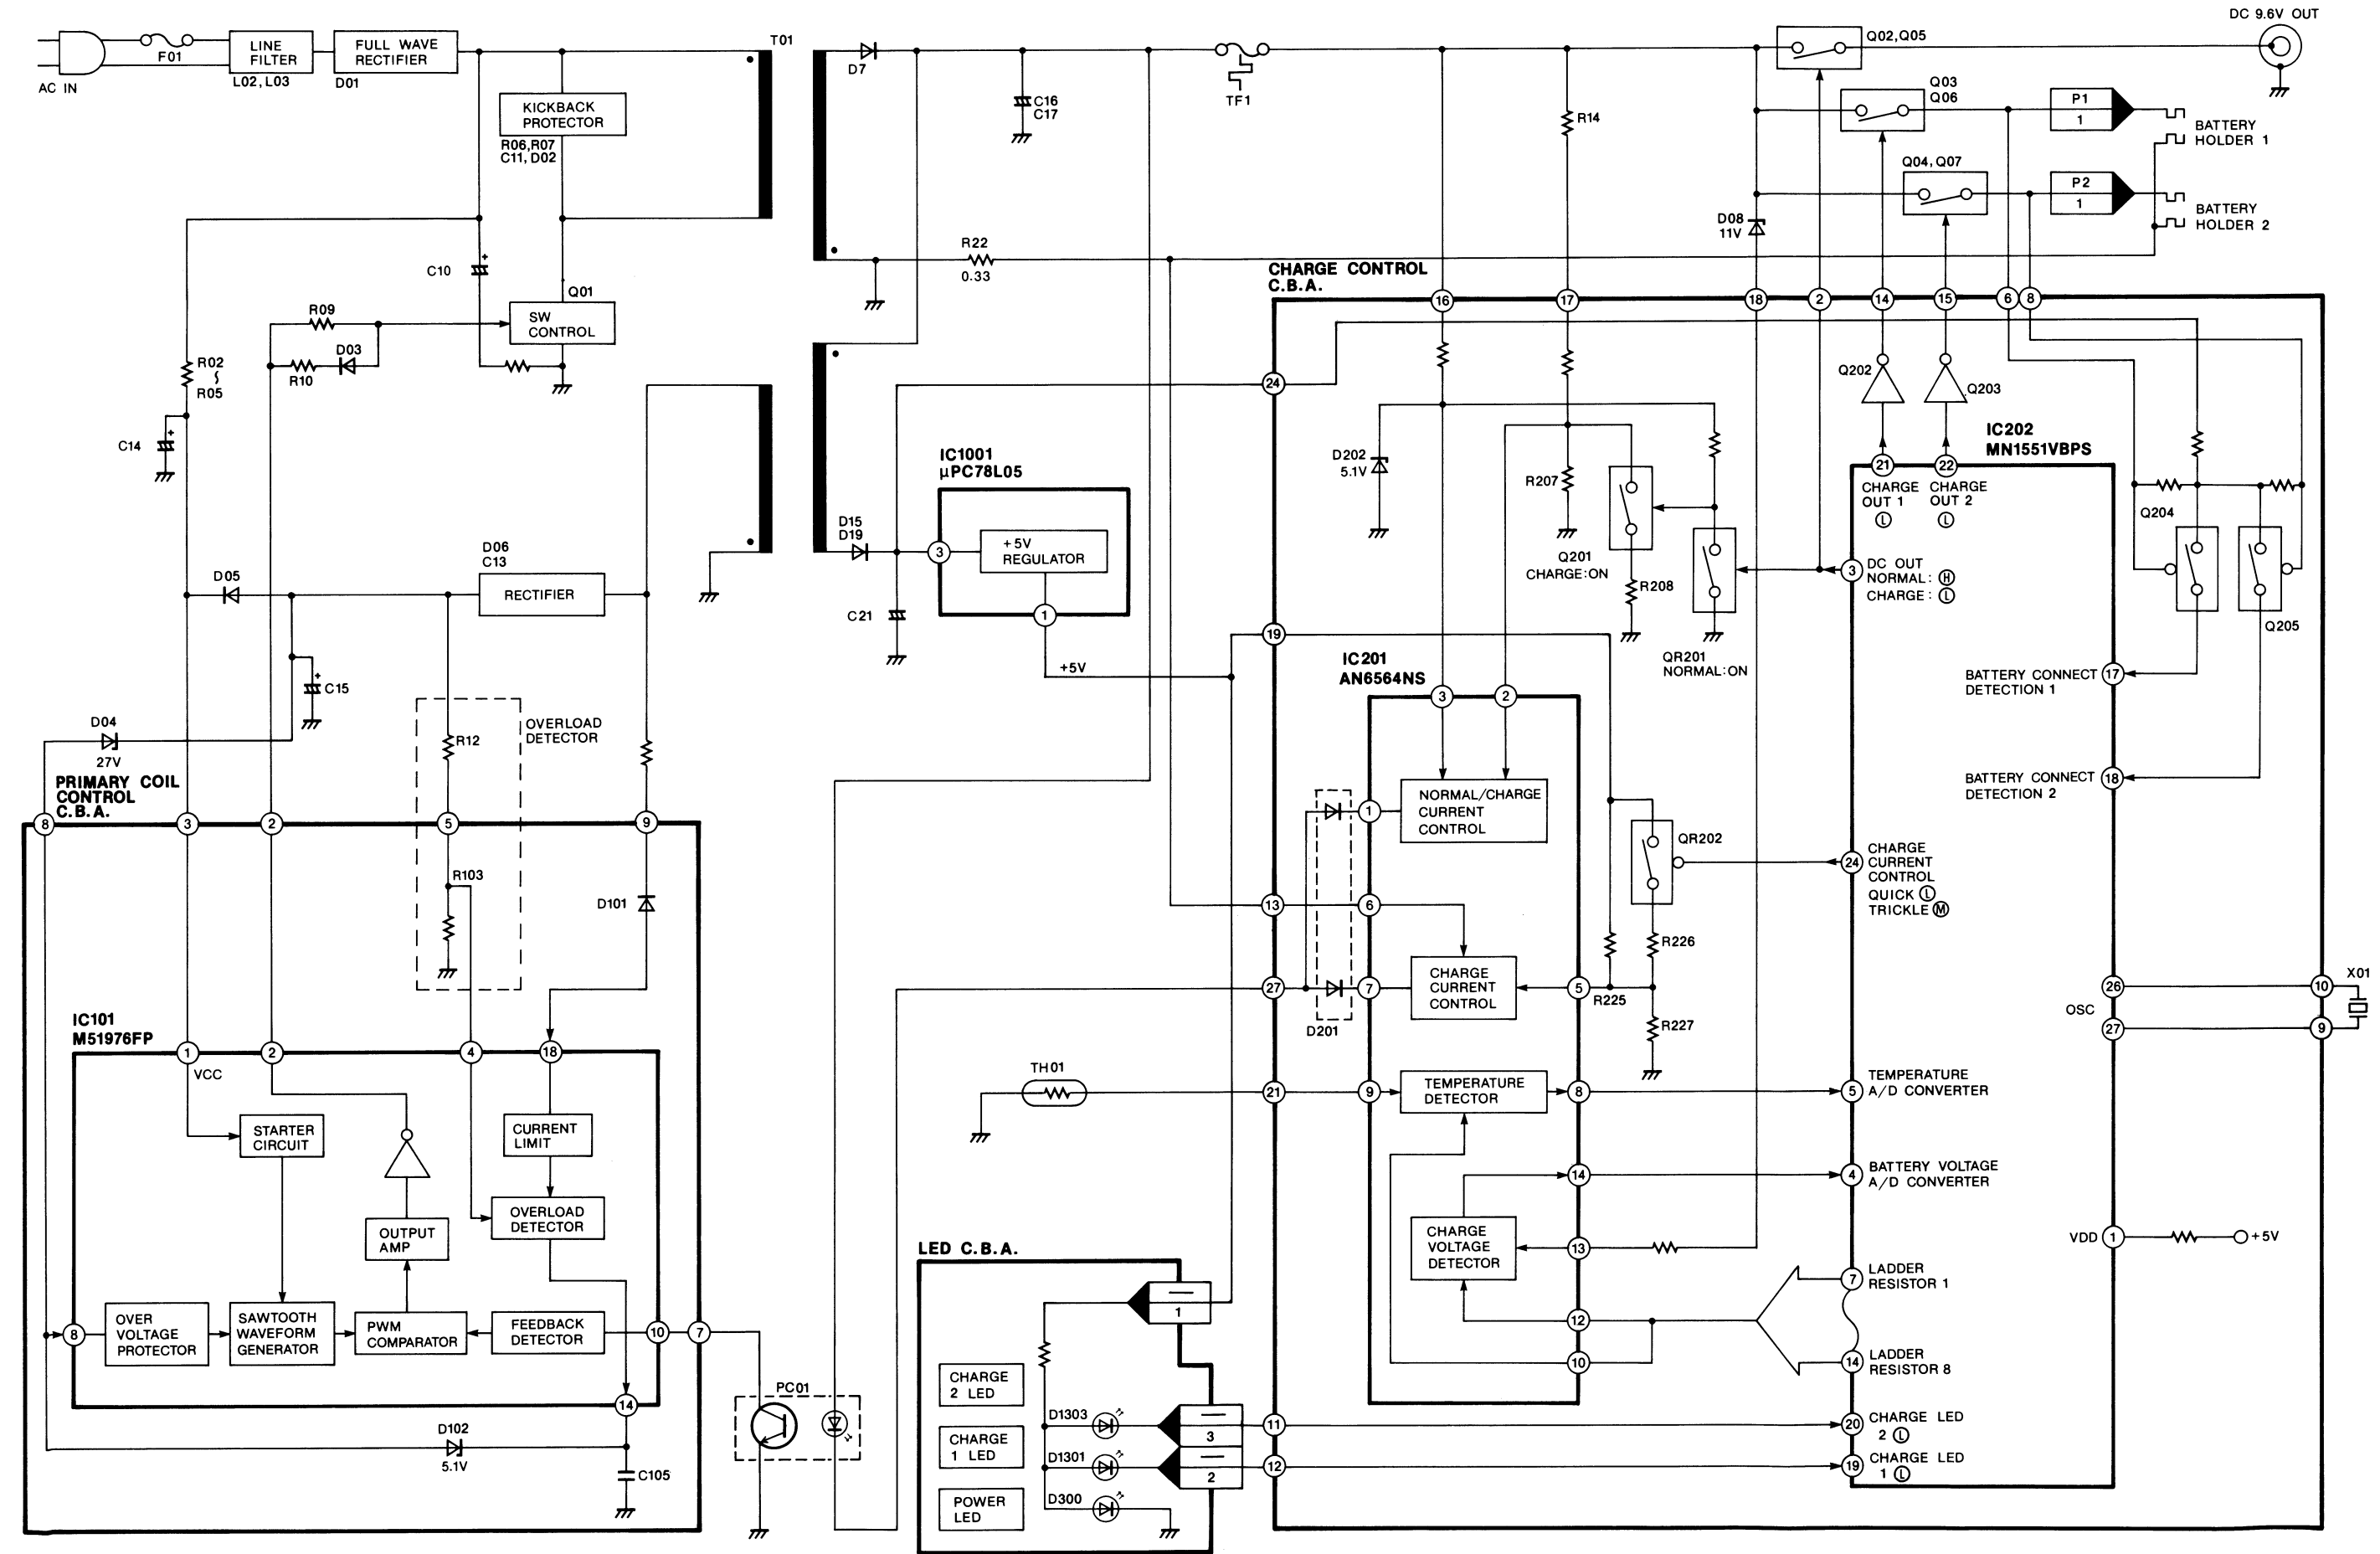 AC IN
F01
LINE
FILTER
L02, L03
FULL WAVE
RECTIFIER
D01
KICKBACK
PROTECTOR
R06,R07
C11, D02
T01
D7
C16
C17
TF1
R14
Q02,Q05
DC 9.6V OUT
Q03
Q06
P1
1
BATTERY
HOLDER 1
Q04,Q07
P2
1
BATTERY
HOLDER 2
D08
11V
R22
0.33
C10
+
Q01
SW
CONTROL
R09
D03
R10
R02
R05
C14
+
D05
D06
C13
RECTIFIER
C15
+
D04
27V
OVERLOAD
DETECTOR
R12
R103
D101
PRIMARY COIL
CONTROL
C.B.A.
8
3
2
5
9
IC101
M51976FP
1
2
4
18
VCC
STARTER
CIRCUIT
CURRENT
LIMIT
OUTPUT
AMP
OVERLOAD
DETECTOR
8
OVER
VOLTAGE
PROTECTOR
SAWTOOTH
WAVEFORM
GENERATOR
PWM
COMPARATOR
FEEDBACK
DETECTOR
10
7
14
D102
5.1V
C105
PC01
D15
D19
C21
IC1001
μPC78L05
3
+5V
REGULATOR
1
+5V
TH01
LED C.B.A.
1
CHARGE
2 LED
CHARGE
1 LED
POWER
LED
D1303
D1301
D300
3
2
CHARGE CONTROL
C.B.A.
16
17
18
2
14
15
6
8
24
19
13
27
21
11
12
D202
5.1V
R207
Q201
CHARGE:ON
R208
QR201
NORMAL:ON
Q202
Q203
IC201
AN6564NS
3
2
1
NORMAL/CHARGE
CURRENT
CONTROL
6
7
CHARGE
CURRENT
CONTROL
5
D201
R225
QR202
R226
R227
9
TEMPERATURE
DETECTOR
8
14
CHARGE
VOLTAGE
DETECTOR
13
12
10
IC202
MN1551VBPS
21
22
CHARGE
OUT 1
L
CHARGE
OUT 2
L
3
DC OUT
NORMAL: H
CHARGE: L
Q204
Q205
BATTERY CONNECT
DETECTION 1
17
BATTERY CONNECT
DETECTION 2
18
24
CHARGE
CURRENT
CONTROL
QUICK L
TRICKLE M
OSC
26
27
10
9
X01
5
TEMPERATURE
A/D CONVERTER
4
BATTERY VOLTAGE
A/D CONVERTER
VDD
1
+5V
7
LADDER
RESISTOR 1
14
LADDER
RESISTOR 8
20
CHARGE LED
2 L
19
CHARGE LED
1 L